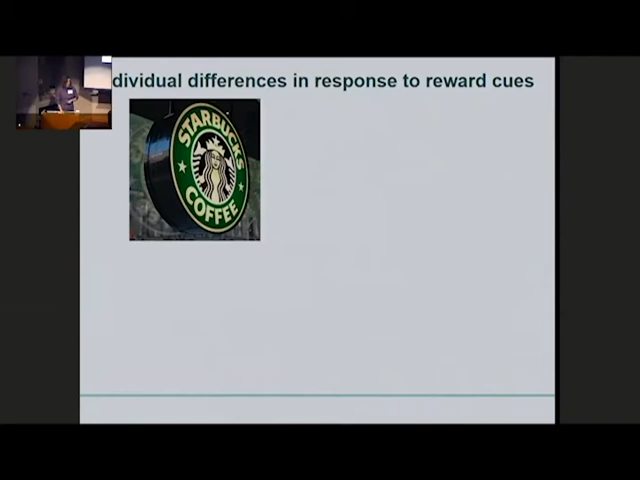 dividual differences in response to reward cues
STARBUCKS
COFFEE